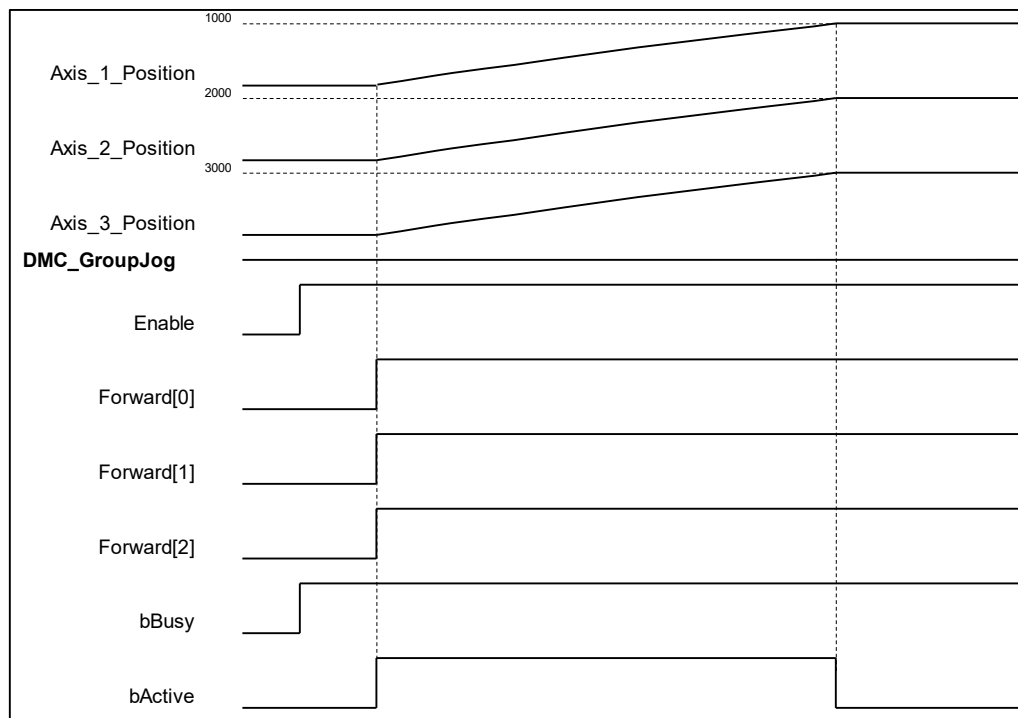 1000
Axis_1_Position
2000
Axis_2_Position
3000
Axis_3_Position
DMC_GroupJog
Enable
Forward[0]
Forward[1]
Forward[2]
bBusy
bActive